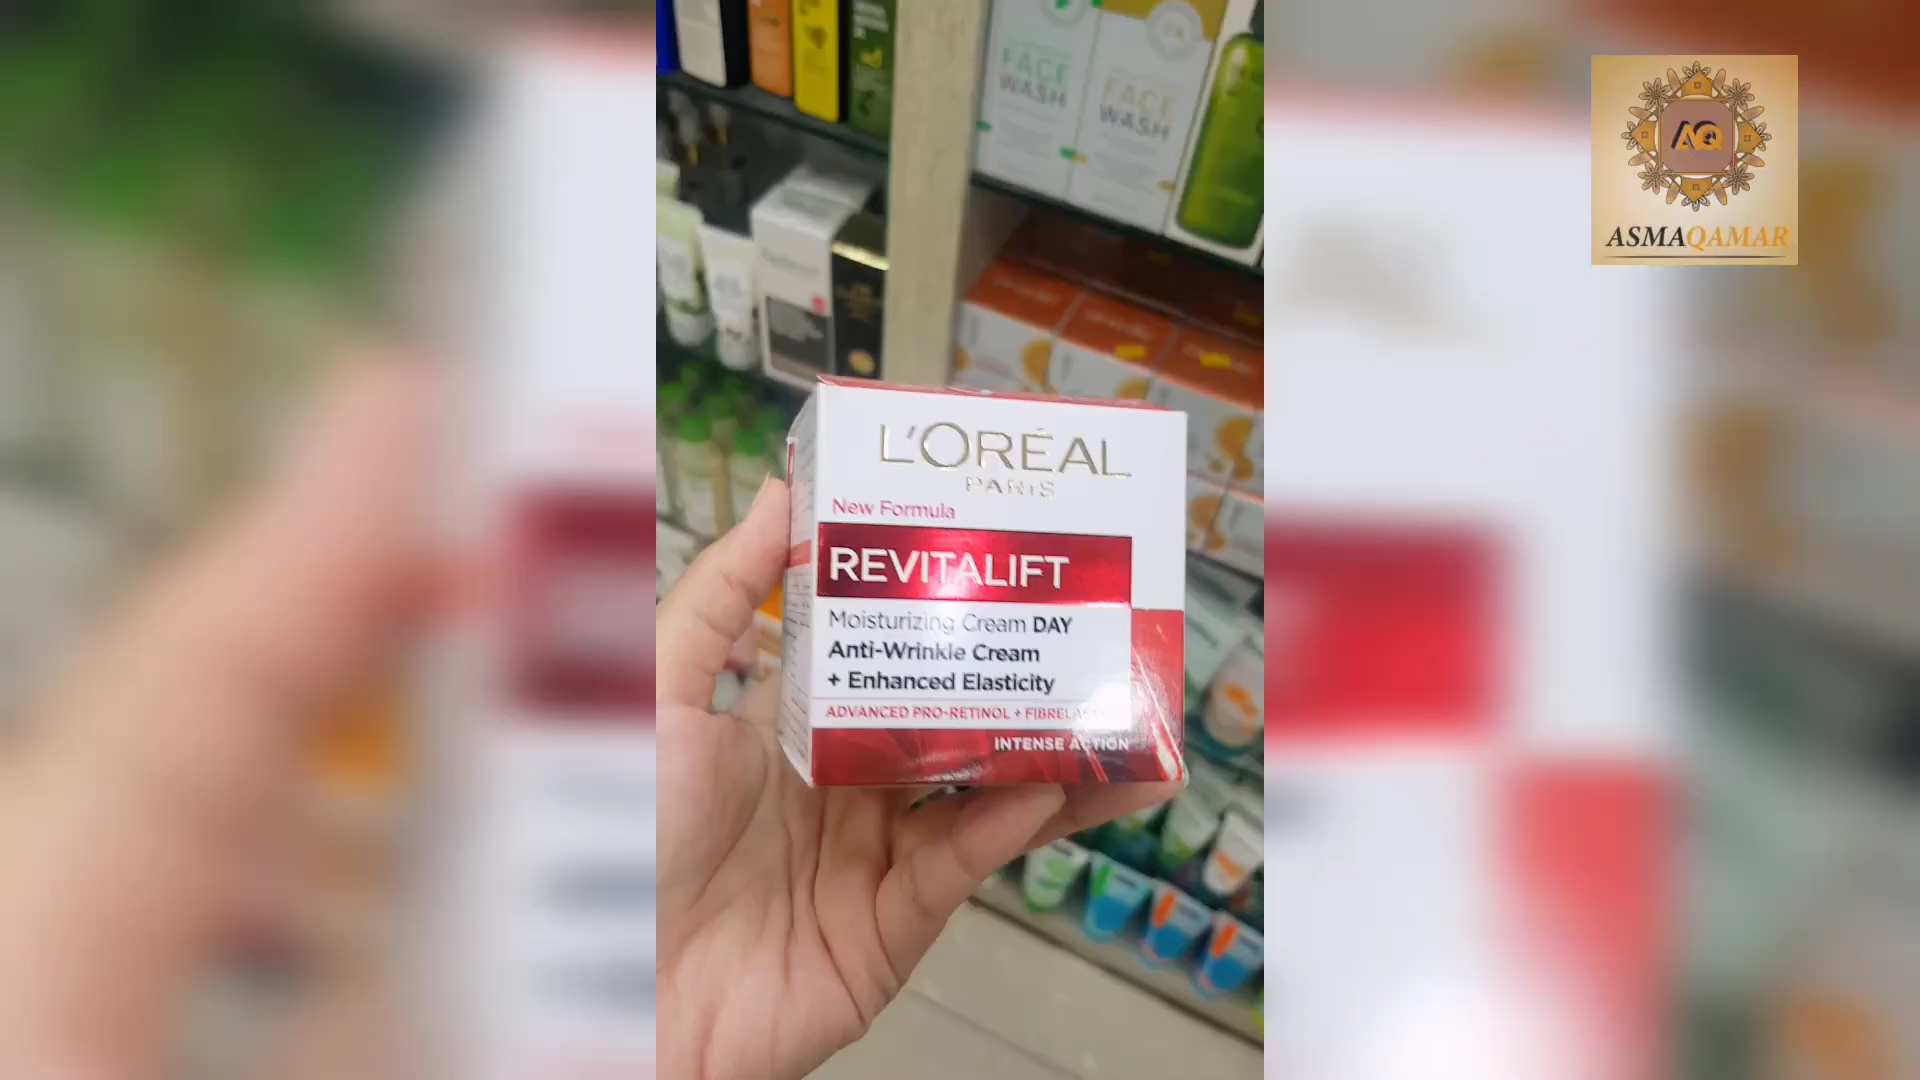 FACE
WASH
FACE
WASH
AQ
ASMAQAMAR
L'ORÉAL
PARIS
New Formula
REVITALIFT
Moisturizing Cream DAY
Anti-Wrinkle Cream
+ Enhanced Elasticity
ADVANCED PRO-RETINOL +
INTENSE ACTION